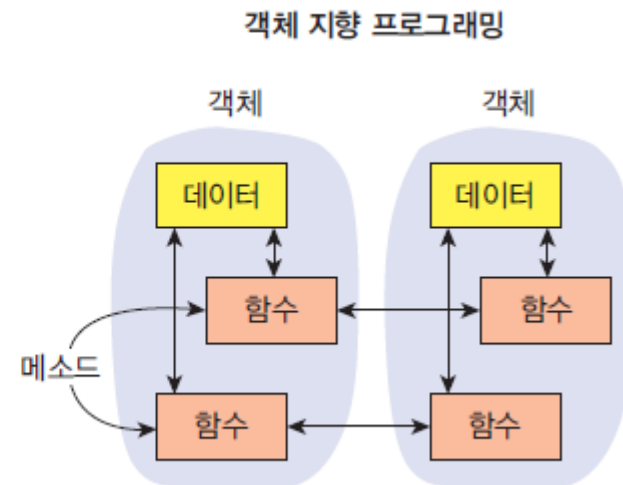 객체 지향 프로그래밍
객체
객체
데이터
데이터
함수
함수
메소드
함수
함수